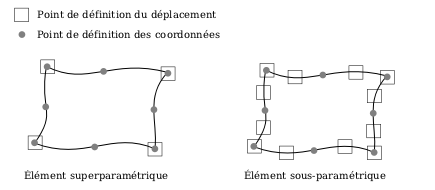 Point de définition du déplacement
Point de définition des coordonnées
Élément superparamétrique
Élément sous-paramétrique